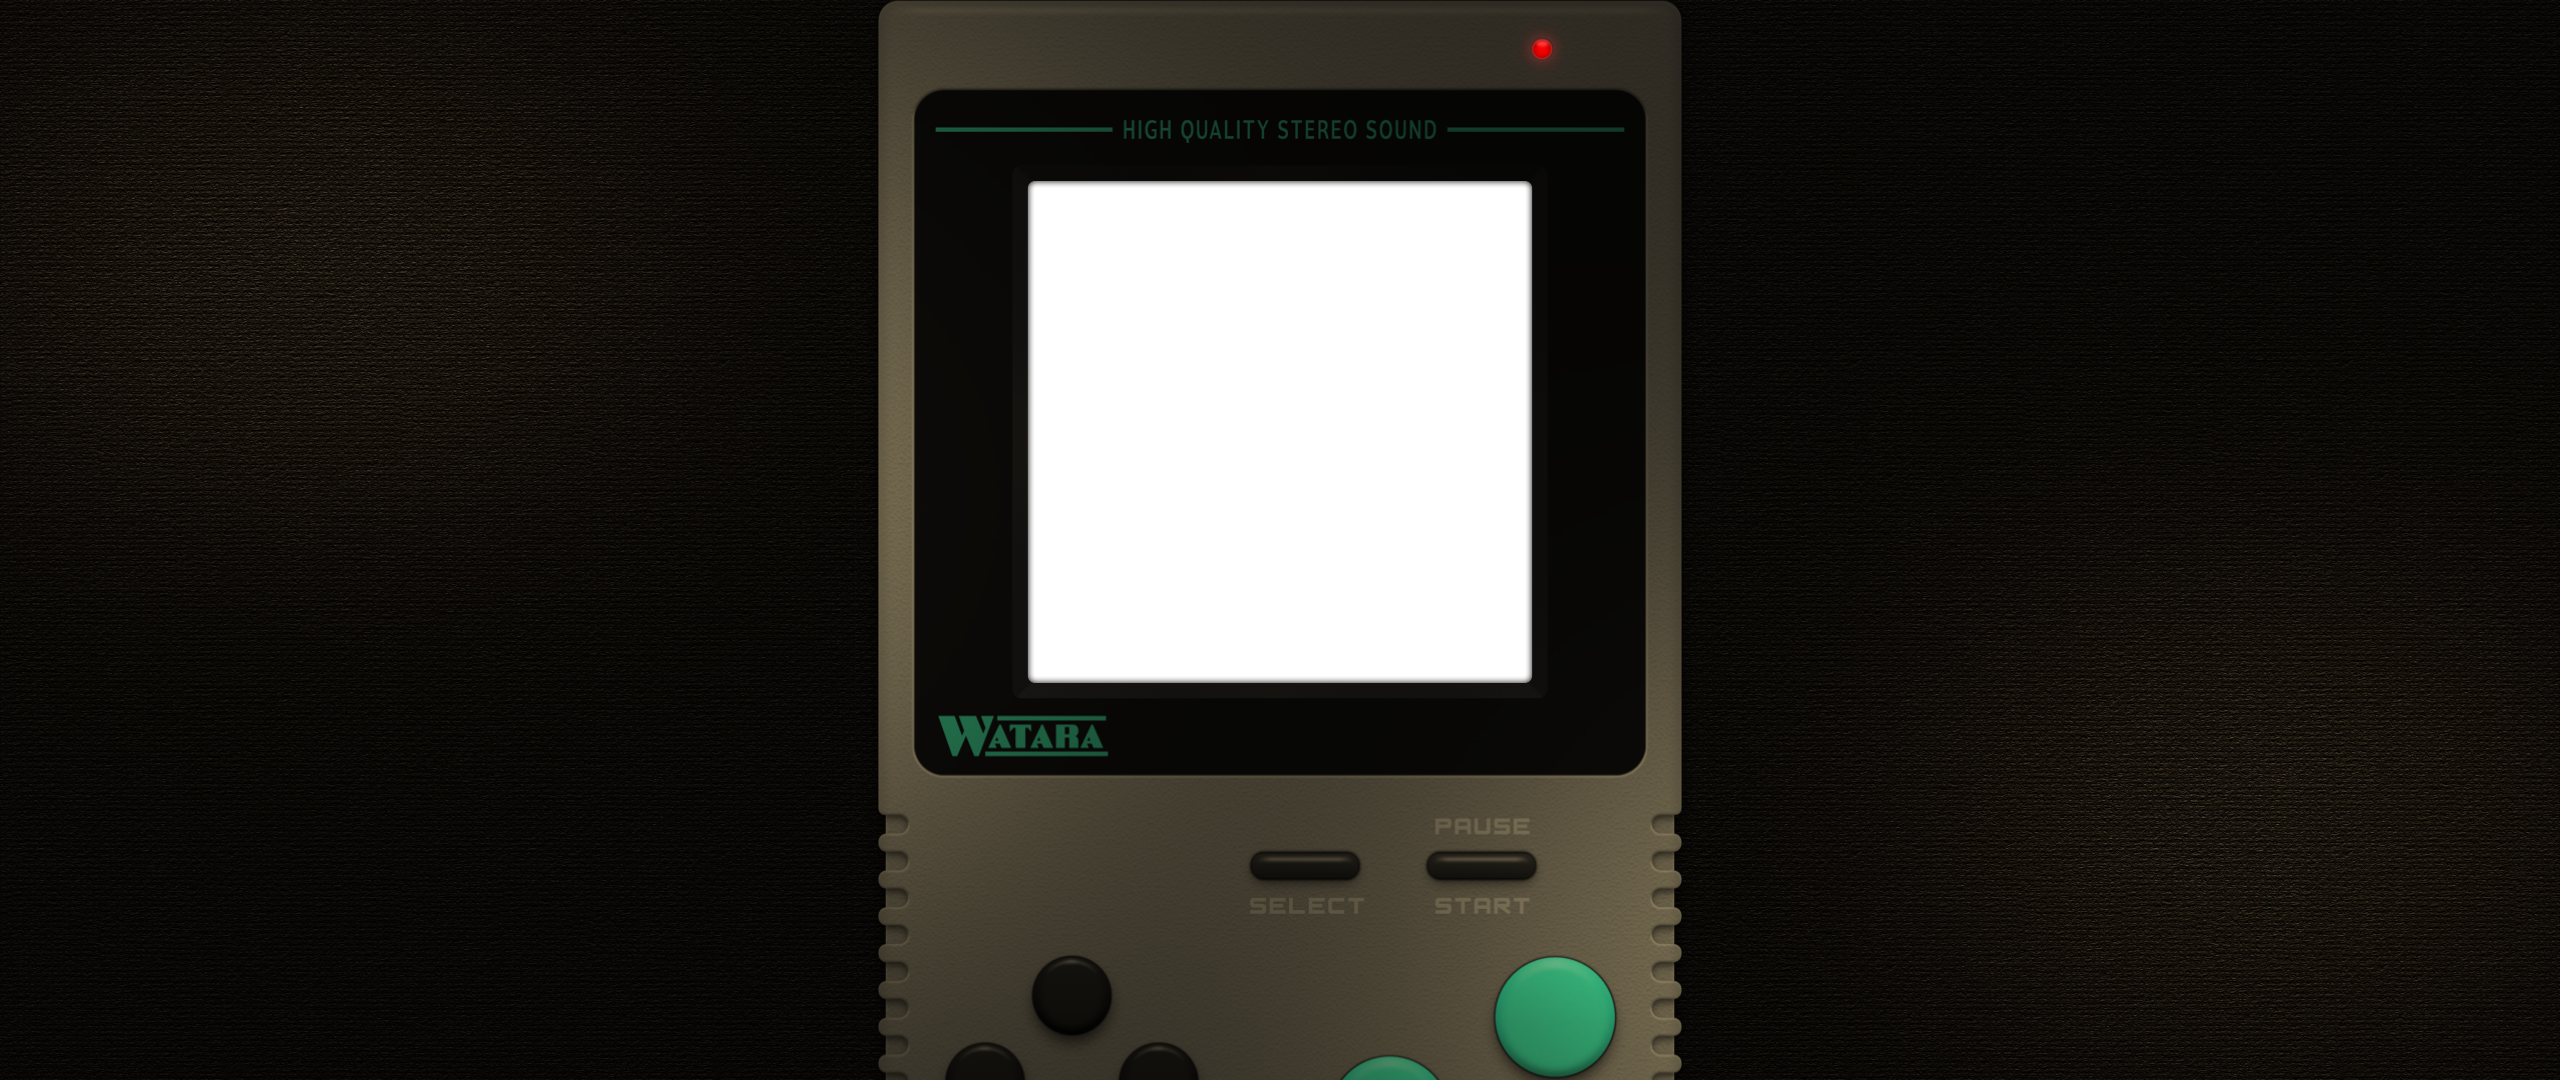 HIGH QUALITY STEREO SOUND
WATARA
PAUSE
SELECT
START